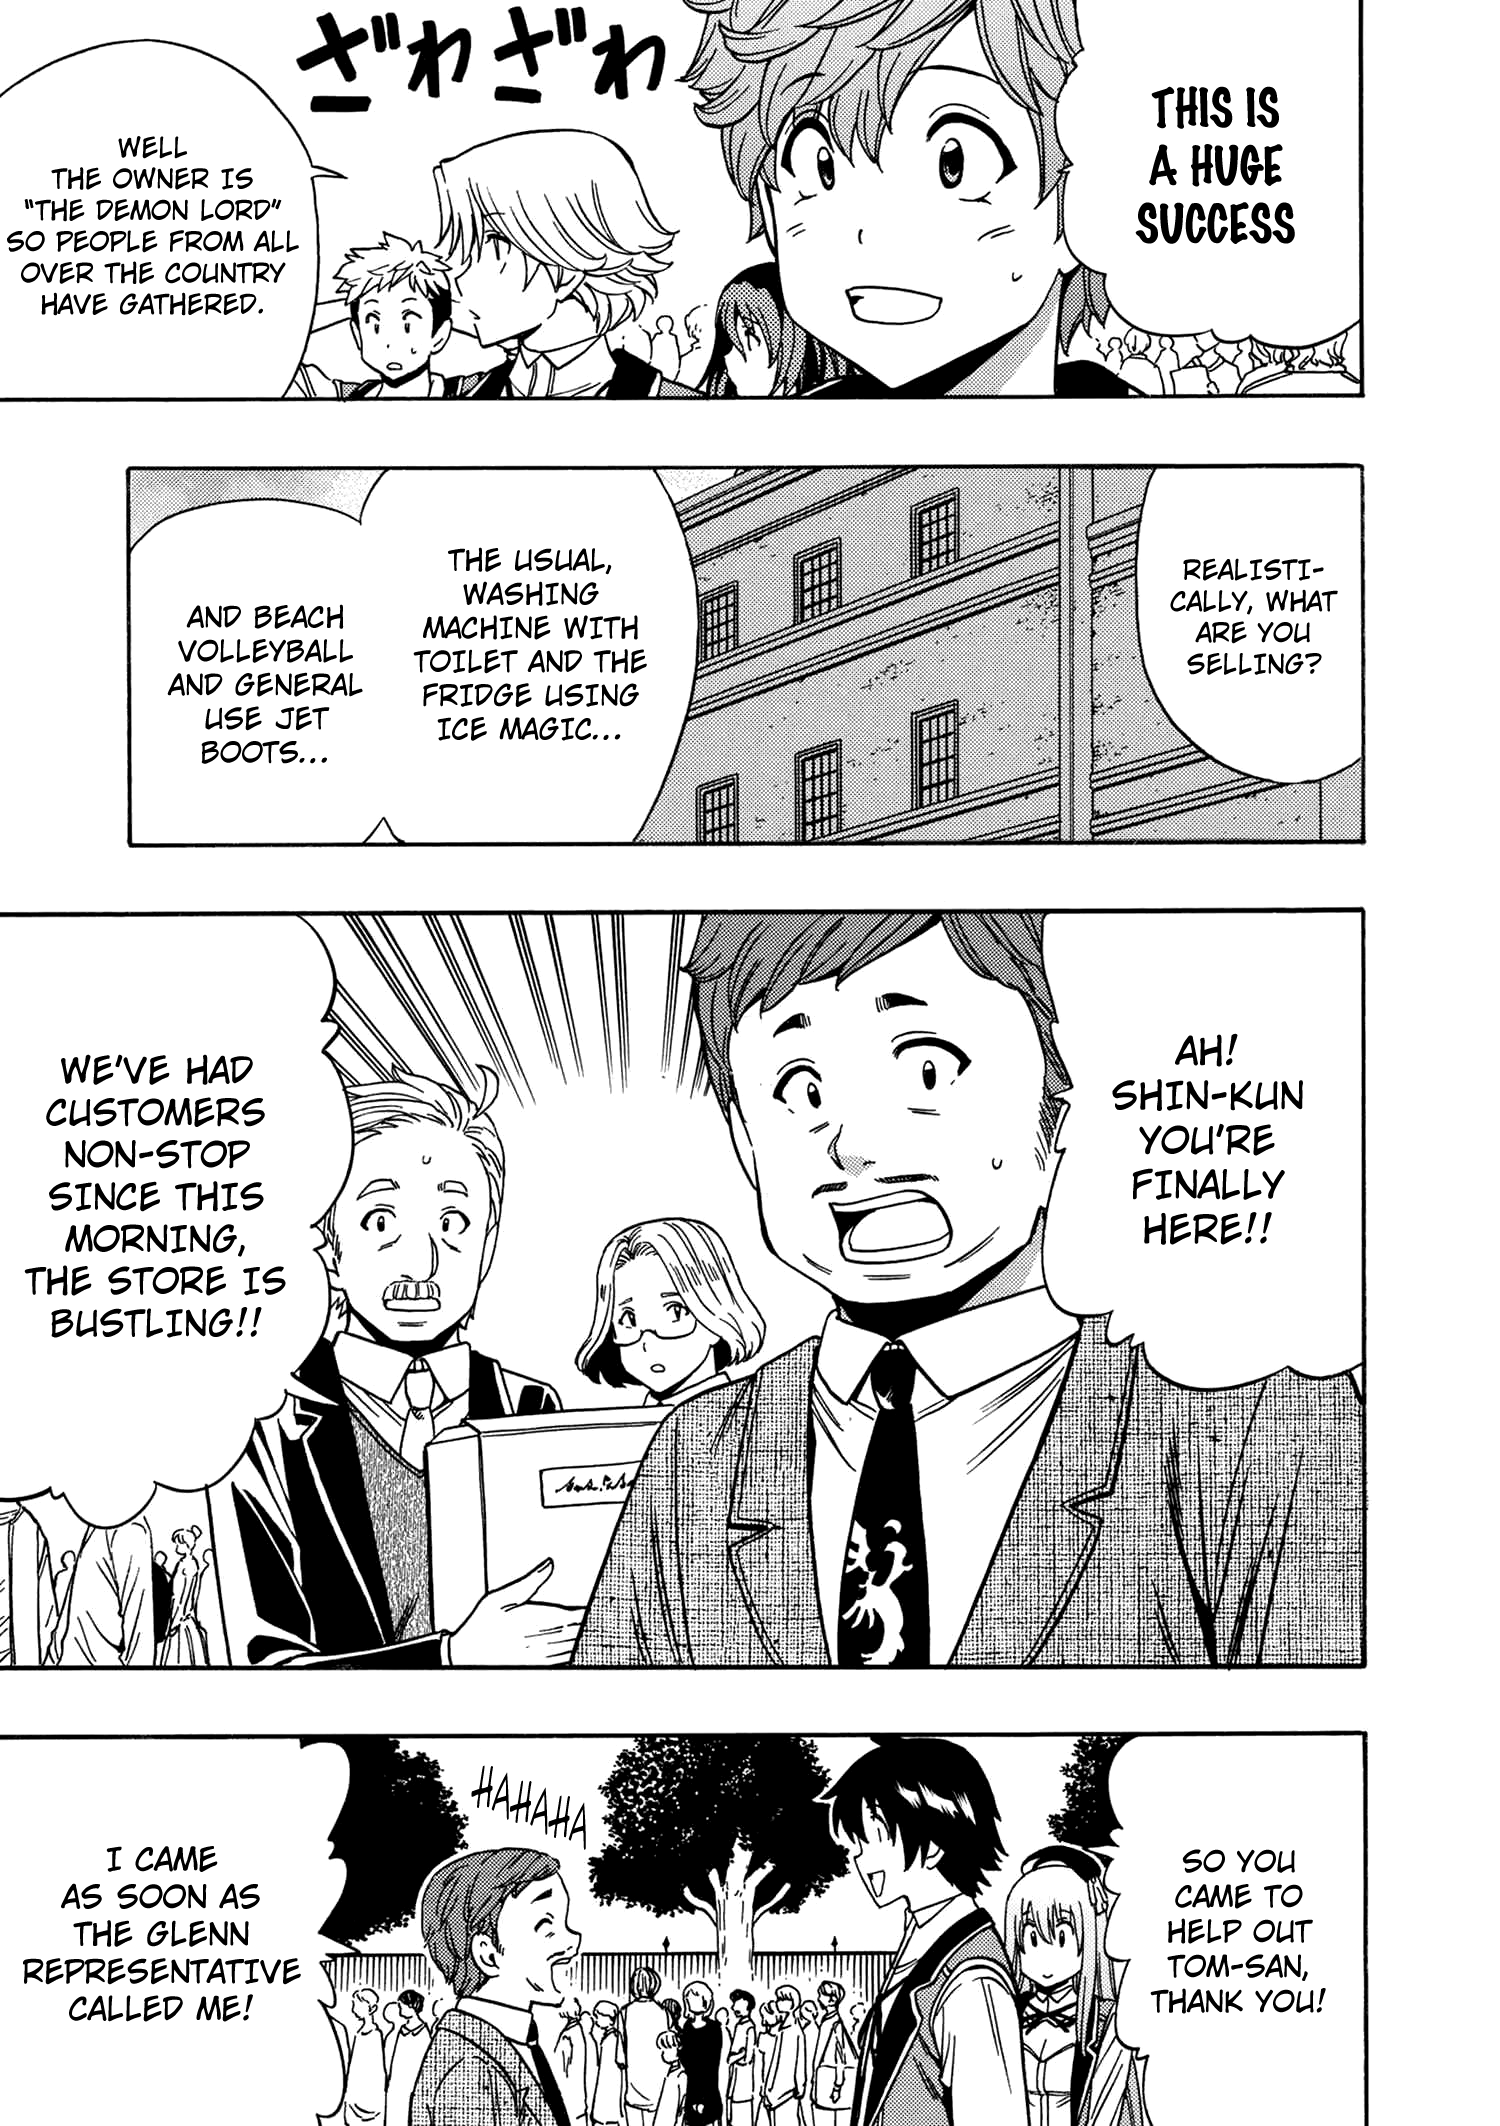 THIS IS
A HUGE
SUCCESS
ざわざわ
WELL
THE OWNER IS
"THE DEMON LORD"
SO PEOPLE FROM ALL
OVER THE COUNTRY
HAVE GATHERED.
REALISTI-
CALLY, WHAT
ARE YOU
SELLING?
THE USUAL,
WASHING
MACHINE WITH
TOILET AND THE
FRIDGE USING
ICE MAGIC...
AND BEACH
VOLLEYBALL
AND GENERAL
USE JET
BOOTS...
AH!
SHIN-KUN
YOU'RE
FINALLY
HERE!!
WE'VE HAD
CUSTOMERS
NON-STOP
SINCE THIS
MORNING,
THE STORE IS
BUSTLING!!
SO YOU
CAME TO
HELP OUT
TOM-SAN,
THANK YOU!
HAHAHA
I CAME
AS SOON AS
THE GLENN
REPRESENTATIVE
CALLED ME!